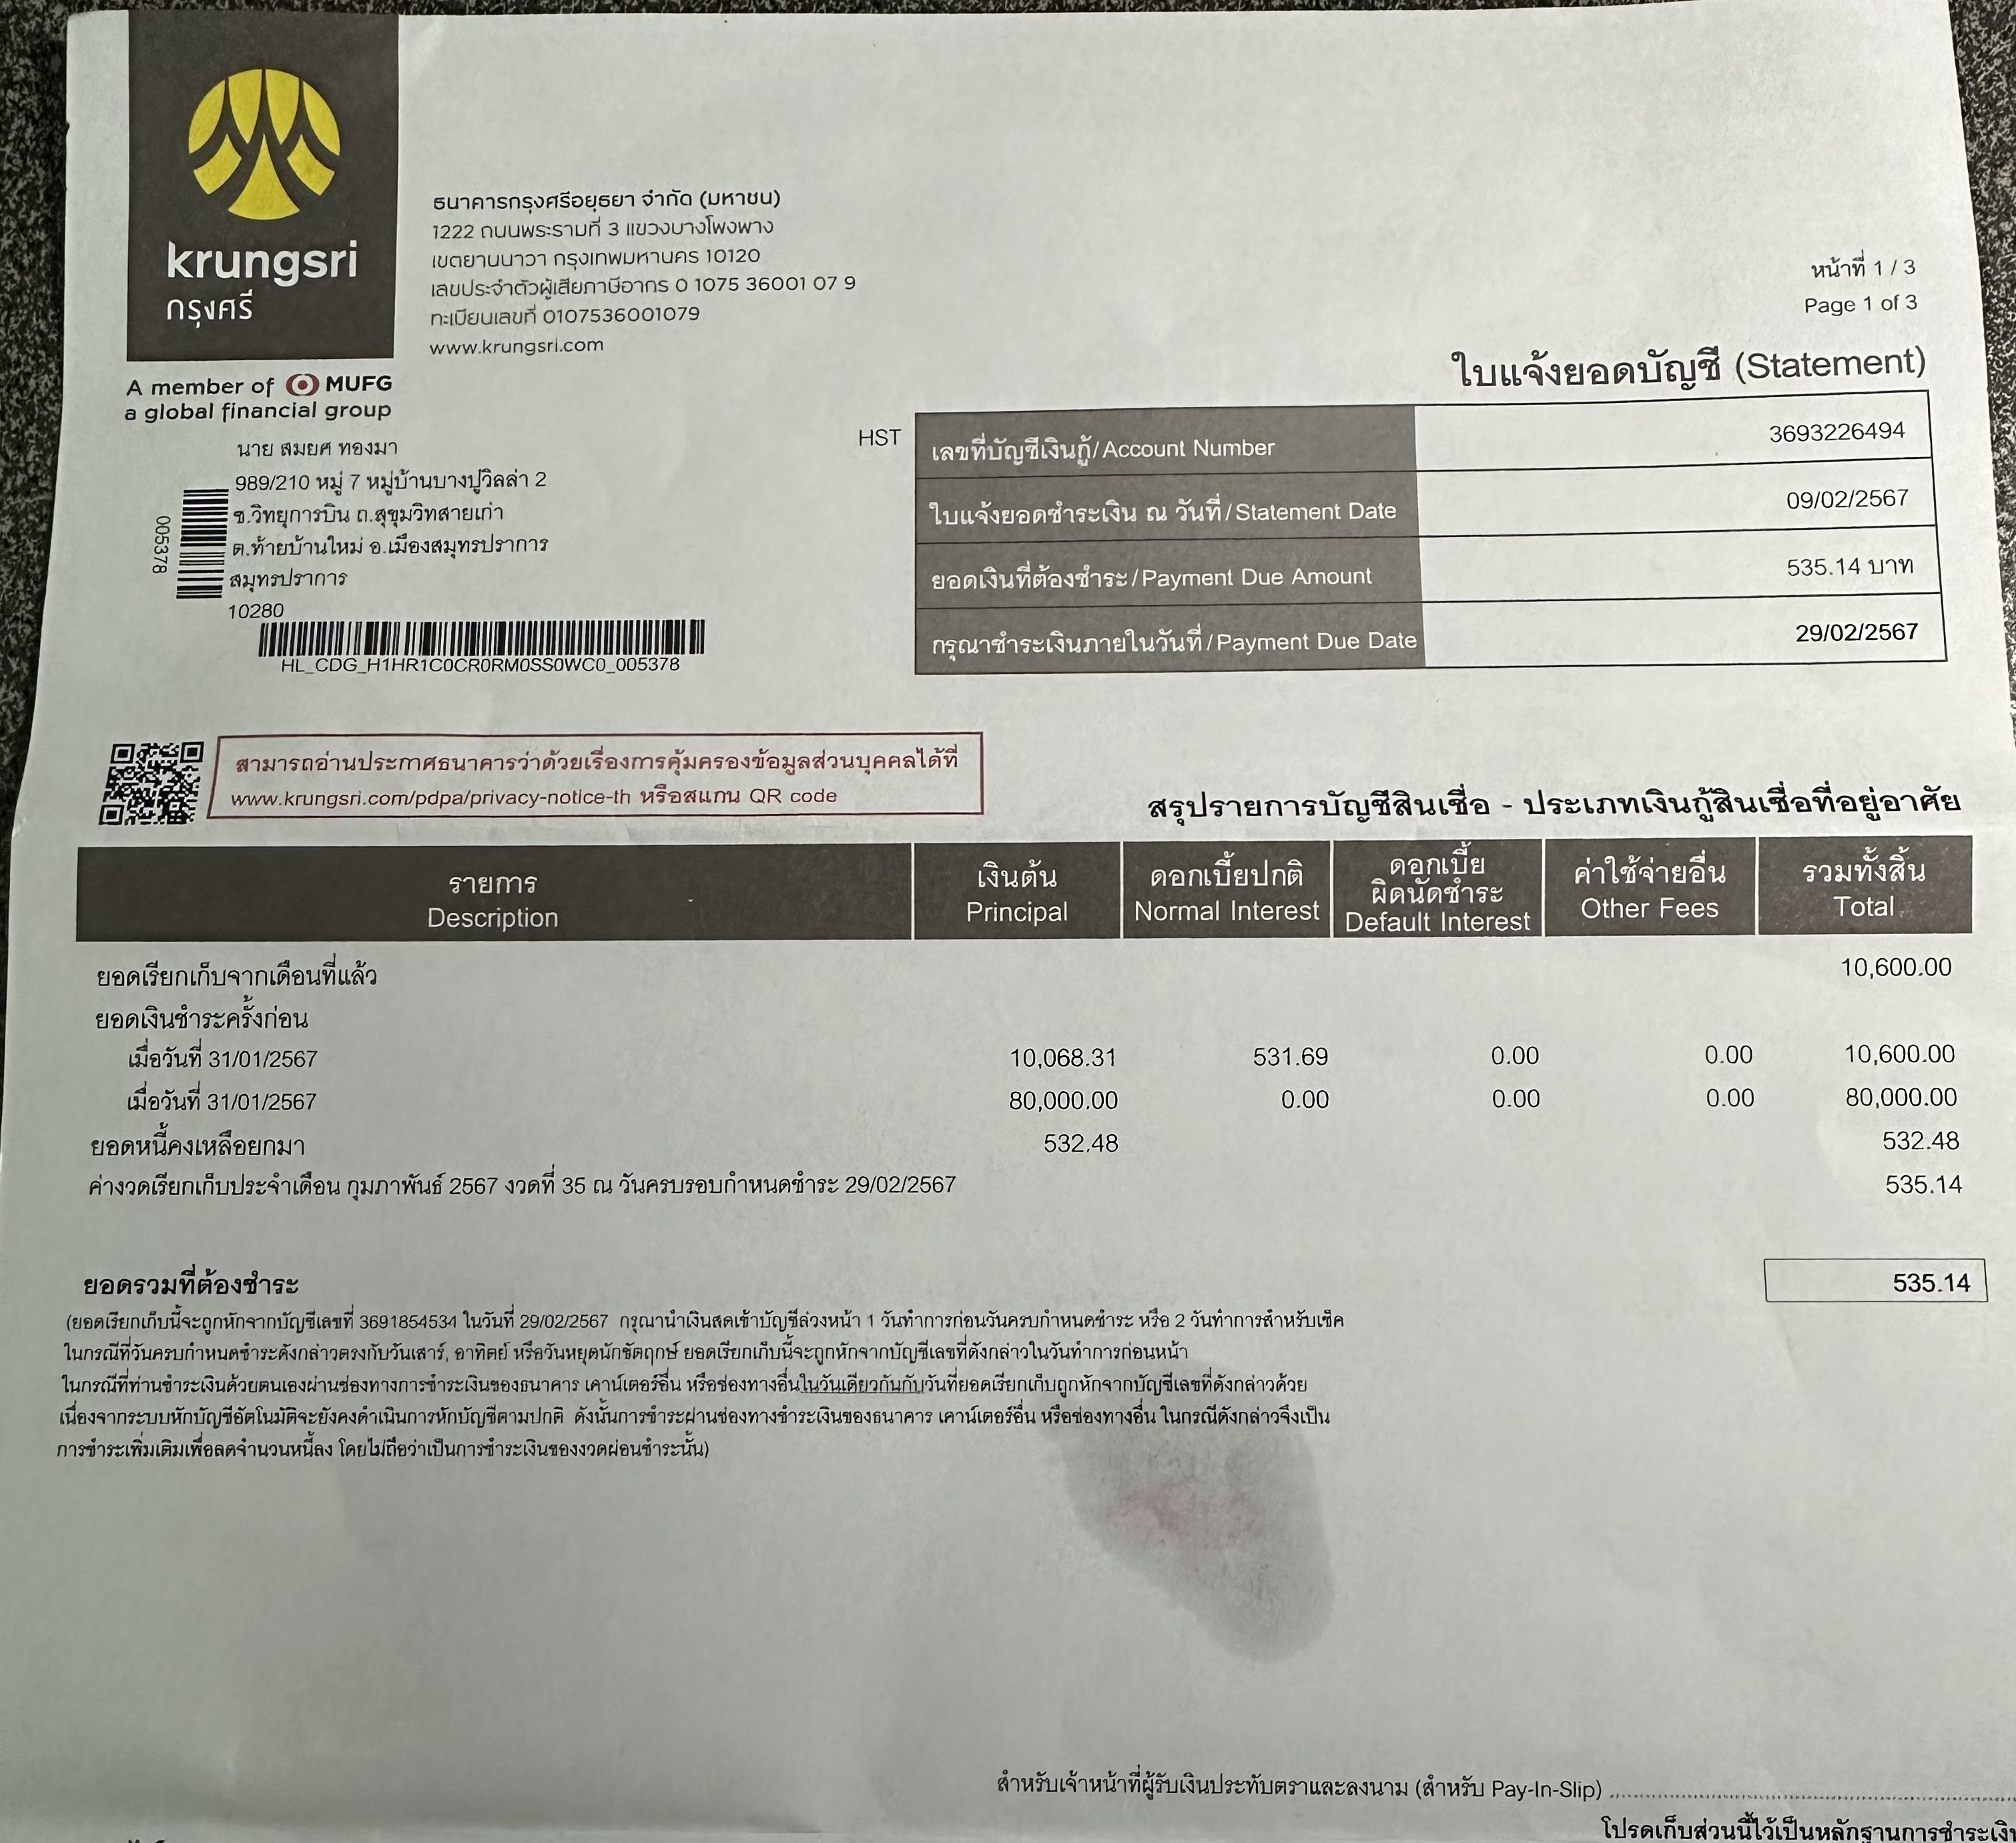 krungsri
กรุงศรี
A member of MUFG
a global financial group
ธนาคารกรุงศรีอยุธยา จำกัด (มหาชน)
1222 ถนนพระรามที่ 3 แขวงบางโพงพาง
เขตยานนาวา กรุงเทพมหานคร 10120
เลขประจำตัวผู้เสียภาษีอากร 0 1075 36001 07 9
ทะเบียนเลขที่ 0107536001079
www.krungsri.com
หน้าที่ 1 / 3
Page 1 of 3
ใบแจ้งยอดบัญชี (Statement)
นาย สมยศ ทองมา
989/210 หมู่ 7 หมู่บ้านบางปูวิลล่า 2
ซ.วิทยุการบิน ถ.สุขุมวิทสายเก่า
ต.ท้ายบ้านใหม่ อ.เมืองสมุทรปราการ
สมุทรปราการ
10280
005378
HL_CDG_H1HR1C0CR0RM0SS0WC0_005378
HST
เลขที่บัญชีเงินกู้/Account Number 3693226494
ใบแจ้งยอดชำระเงิน ณ วันที่/Statement Date 09/02/2567
ยอดเงินที่ต้องชำระ/Payment Due Amount 535.14 บาท
กรุณาชำระเงินภายในวันที่/Payment Due Date 29/02/2567
สามารถอ่านประกาศธนาคารว่าด้วยเรื่องการคุ้มครองข้อมูลส่วนบุคคลได้ที่
www.krungsri.com/pdpa/privacy-notice-th หรือสแกน QR code
สรุปรายการบัญชีสินเชื่อ - ประเภทเงินกู้สินเชื่อที่อยู่อาศัย
รายการ เงินต้น ดอกเบี้ยปกติ ดอกเบี้ยผิดนัดชำระ ค่าใช้จ่ายอื่น รวมทั้งสิ้น
Description Principal Normal Interest Default Interest Other Fees Total
ยอดเรียกเก็บจากเดือนที่แล้ว 10,600.00
ยอดเงินชำระครั้งก่อน
เมื่อวันที่ 31/01/2567 10,068.31 531.69 0.00 0.00 10,600.00
เมื่อวันที่ 31/01/2567 80,000.00 0.00 0.00 0.00 80,000.00
ยอดหนี้คงเหลือยกมา 532.48 532.48
ค่างวดเรียกเก็บประจำเดือน กุมภาพันธ์ 2567 งวดที่ 35 ณ วันครบรอบกำหนดชำระ 29/02/2567 535.14
ยอดรวมที่ต้องชำระ 535.14
(ยอดเรียกเก็บนี้จะถูกหักจากบัญชีเลขที่ 3691854534 ในวันที่ 29/02/2567 กรุณานำเงินสดเข้าบัญชีล่วงหน้า 1 วันทำการก่อนวันครบกำหนดชำระ หรือ 2 วันทำการสำหรับเช็ค
ในกรณีที่วันครบกำหนดชำระดังกล่าวตรงกับวันเสาร์, อาทิตย์ หรือวันหยุดนักขัตฤกษ์ ยอดเรียกเก็บนี้จะถูกหักจากบัญชีเลขที่ดังกล่าวในวันทำการก่อนหน้า
ในกรณีที่ท่านชำระเงินด้วยตนเองผ่านช่องทางการชำระเงินของธนาคาร เคาน์เตอร์อื่น หรือช่องทางอื่นในวันเดียวกันกับวันที่ยอดเรียกเก็บถูกหักจากบัญชีเลขที่ดังกล่าวด้วย
เนื่องจากระบบหักบัญชีอัตโนมัติจะยังคงดำเนินการหักบัญชีตามปกติ ดังนั้นการชำระผ่านช่องทางชำระเงินของธนาคาร เคาน์เตอร์อื่น หรือช่องทางอื่น ในกรณีดังกล่าวจึงเป็น
การชำระเพิ่มเติมเพื่อลดจำนวนหนี้ลง โดยไม่ถือว่าเป็นการชำระเงินของงวดผ่อนชำระนั้น)
สำหรับเจ้าหน้าที่ผู้รับเงินประทับตราและลงนาม (สำหรับ Pay-In-Slip)
โปรดเก็บส่วนนี้ไว้เป็นหลักฐานการชำระเงิน